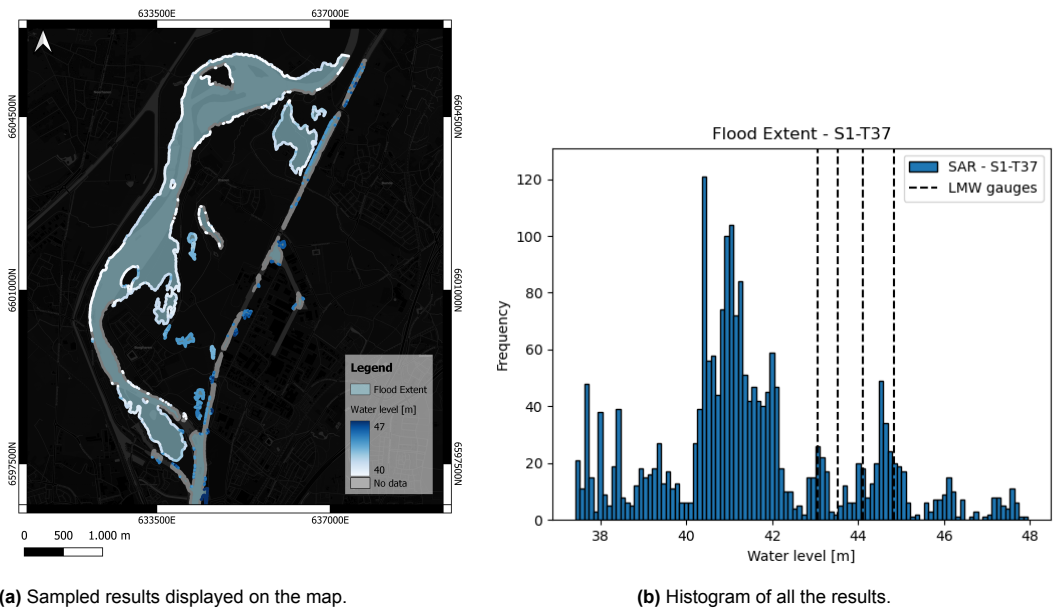 633500E 637000E
6604500N 6604500N
6601000N 6601000N
6597500N 6597500N
Legend
Flood Extent
Water level [m]
47
40
No data
633500E 637000E
0 500 1.000 m
Flood Extent - S1-T37
SAR - S1-T37
LMW gauges
Frequency
120
100
80
60
40
20
0
38 40 42 44 46 48
Water level [m]
(a) Sampled results displayed on the map. (b) Histogram of all the results.